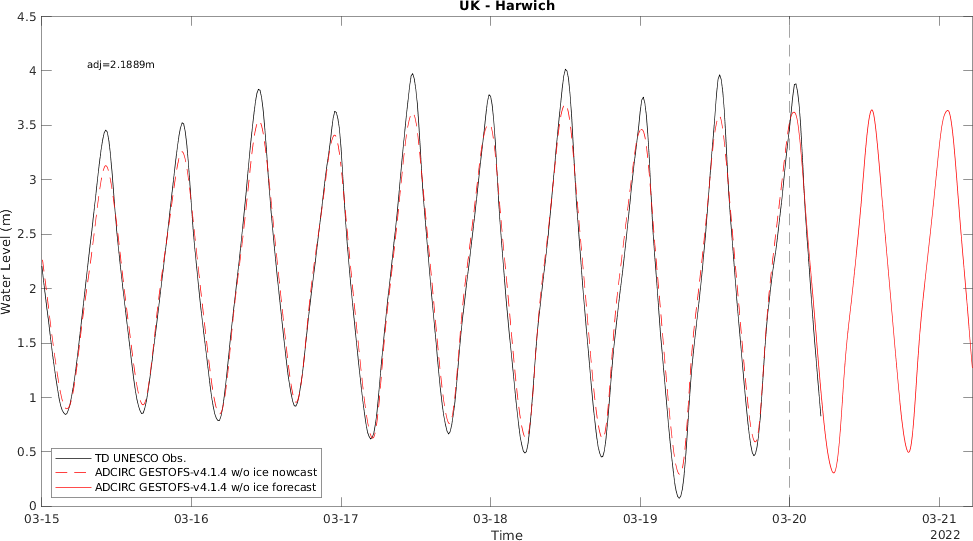 UK - Harwich
4.5
4
3.5
3
2.5
2
1.5
1
0.5
0
Water Level (m)
adj=2.1889m
TD UNESCO Obs.
ADCIRC GESTOFS-v4.1.4 w/o ice nowcast
ADCIRC GESTOFS-v4.1.4 w/o ice forecast
03-15 03-16 03-17 03-18 03-19 03-20 03-21
Time
2022